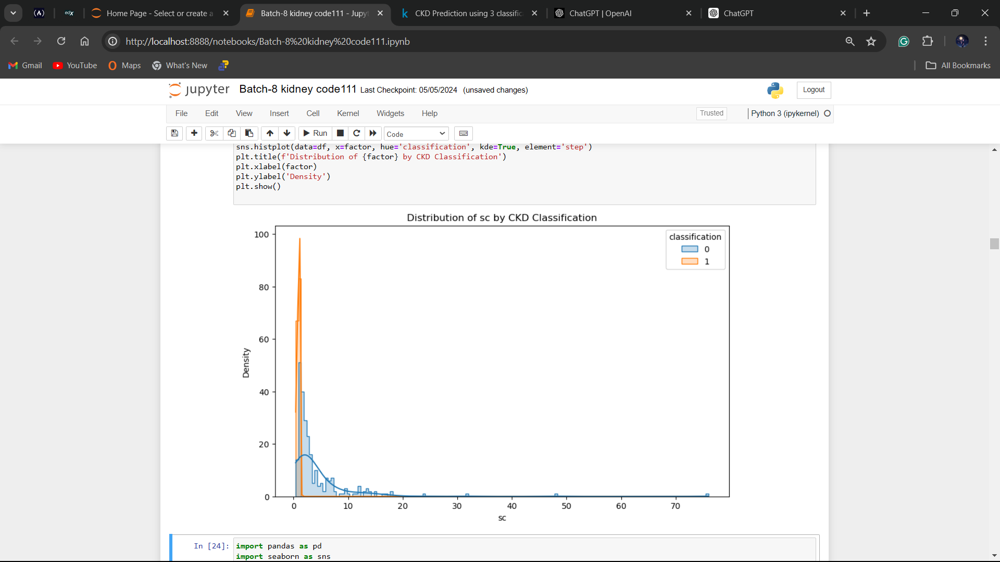 edx
Home Page - Select or create a
Batch-8 kidney code111 - Jupyt
CKD Prediction using 3 classific
ChatGPT | OpenAI
ChatGPT
http://localhost:8888/notebooks/Batch-8%20kidney%20code111.ipynb
Gmail
YouTube
Maps
What's New
All Bookmarks
jupyter Batch-8 kidney code111 Last Checkpoint: 05/05/2024 (unsaved changes)
Logout
File Edit View Insert Cell Kernel Widgets Help
Trusted
Python 3 (ipykernel)
Run
Code
sns.histplot(data=df, x=factor, hue='classification', kde=True, element='step')
plt.title(f'Distribution of {factor} by CKD Classification')
plt.xlabel(factor)
plt.ylabel('Density')
plt.show()
Distribution of sc by CKD Classification
classification
0
1
100
80
60
40
20
0
Density
0 10 20 30 40 50 60 70
sc
In [24]: import pandas as pd
import seaborn as sns